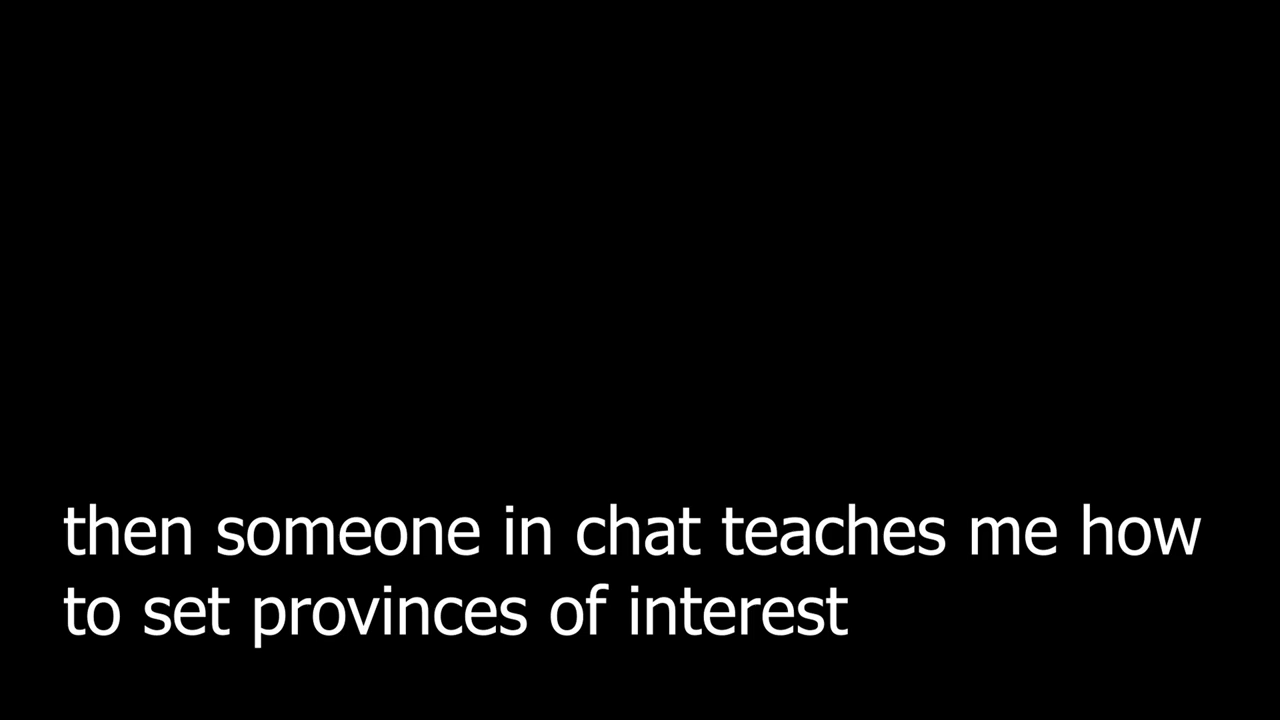 then someone in chat teaches me how
to set provinces of interest